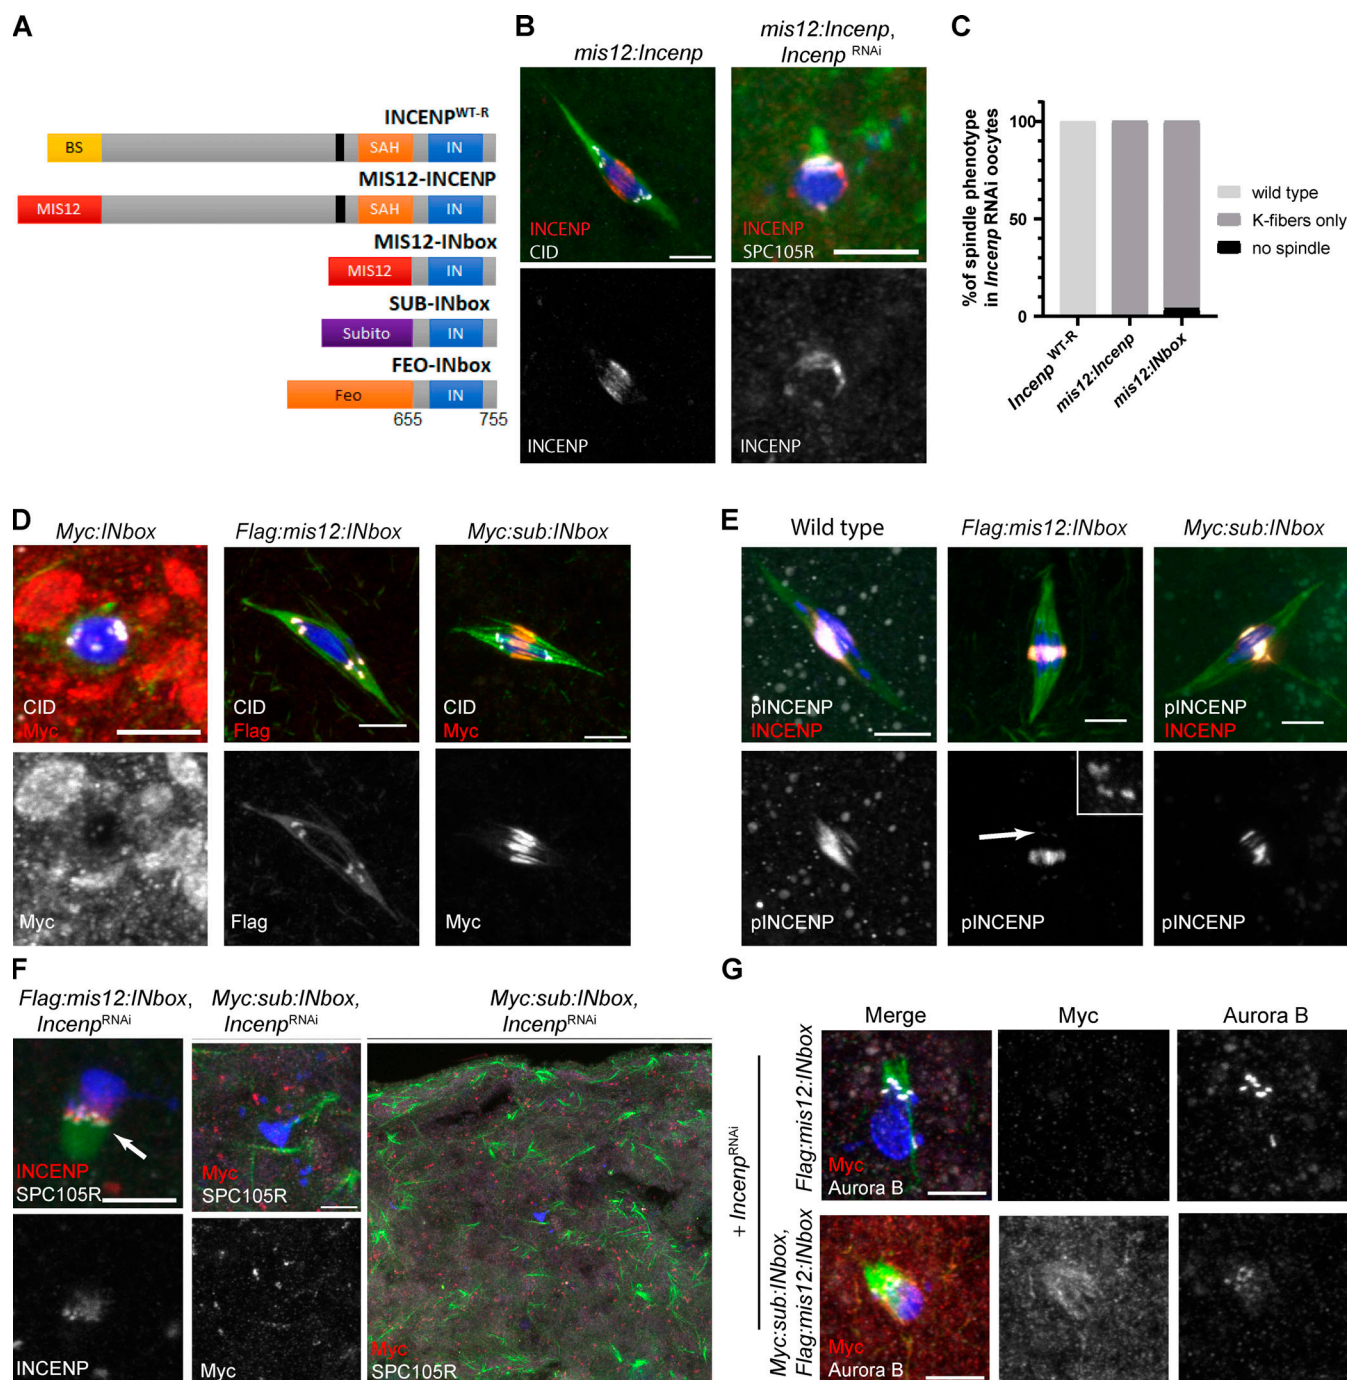 A
INCENP^WT-R
BS
SAH
IN
MIS12-INCENP
MIS12
SAH
IN
MIS12-INbox
MIS12
IN
SUB-INbox
Subito
IN
FEO-INbox
Feo
IN
655
755
B
mis12:Incenp
mis12:Incenp,
Incenp RNAi
INCENP
CID
INCENP
SPC105R
INCENP
INCENP
C
%of spindle phenotype
in Incenp RNAi oocytes
100
50
0
Incenp WT-R
mis12:Incenp
mis12:INbox
wild type
K-fibers only
no spindle
D
Myc:INbox
Flag:mis12:INbox
Myc:sub:INbox
CID
Myc
CID
Flag
CID
Myc
Myc
Flag
Myc
E
Wild type
Flag:mis12:INbox
Myc:sub:INbox
pINCENP
INCENP
pINCENP
INCENP
pINCENP
pINCENP
pINCENP
F
Flag:mis12:INbox,
Incenp^RNAi
Myc:sub:INbox,
Incenp^RNAi
Myc:sub:INbox,
Incenp^RNAi
INCENP
SPC105R
Myc
SPC105R
Myc
SPC105R
INCENP
Myc
G
Merge
Myc
Aurora B
+ Incenp^RNAi
Flag:mis12:INbox
Myc
Aurora B
Myc:sub:INbox,
Flag:mis12:INbox
Myc
Aurora B